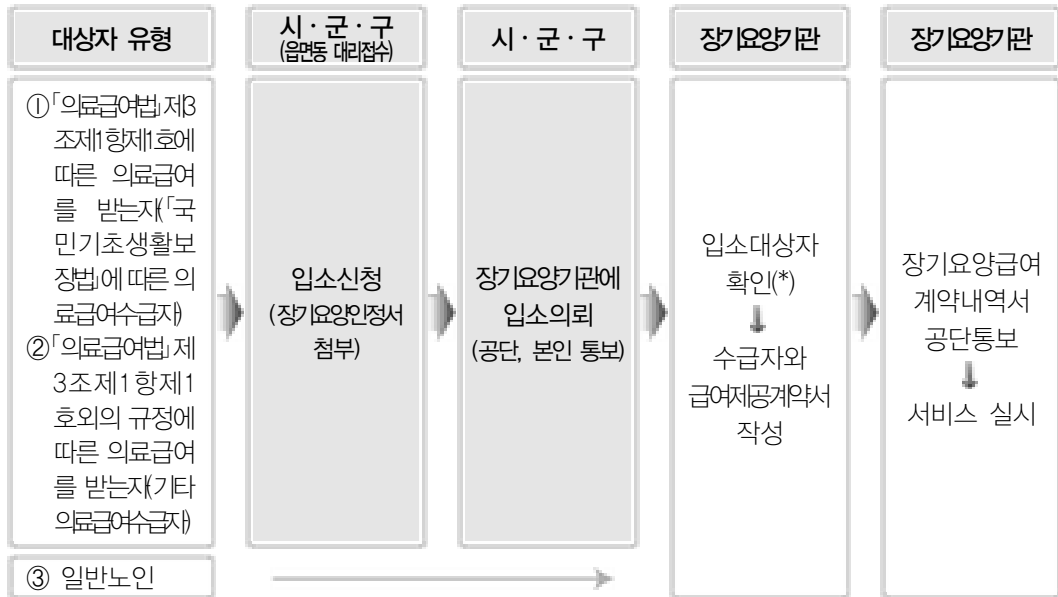 대상자 유형
시·군·구
(읍면동 대리접수)
시·군·구
장기요양기관
장기요양기관
①「의료급여법」제3
조제1항제1호에
따른 의료급여
를 받는자(「국
민기초생활보
장법」에 따른 의
료급여수급자)
②「의료급여법」제
3조제1항제1
호외의 규정에
따른 의료급여
를 받는자(기타
의료급여수급자)
입소신청
(장기요양인정서
첨부)
장기요양기관에
입소의뢰
(공단, 본인 통보)
입소대상자
확인(*)
수급자와
급여제공계약서
작성
장기요양급여
계약내역서
공단통보
서비스 실시
③ 일반노인